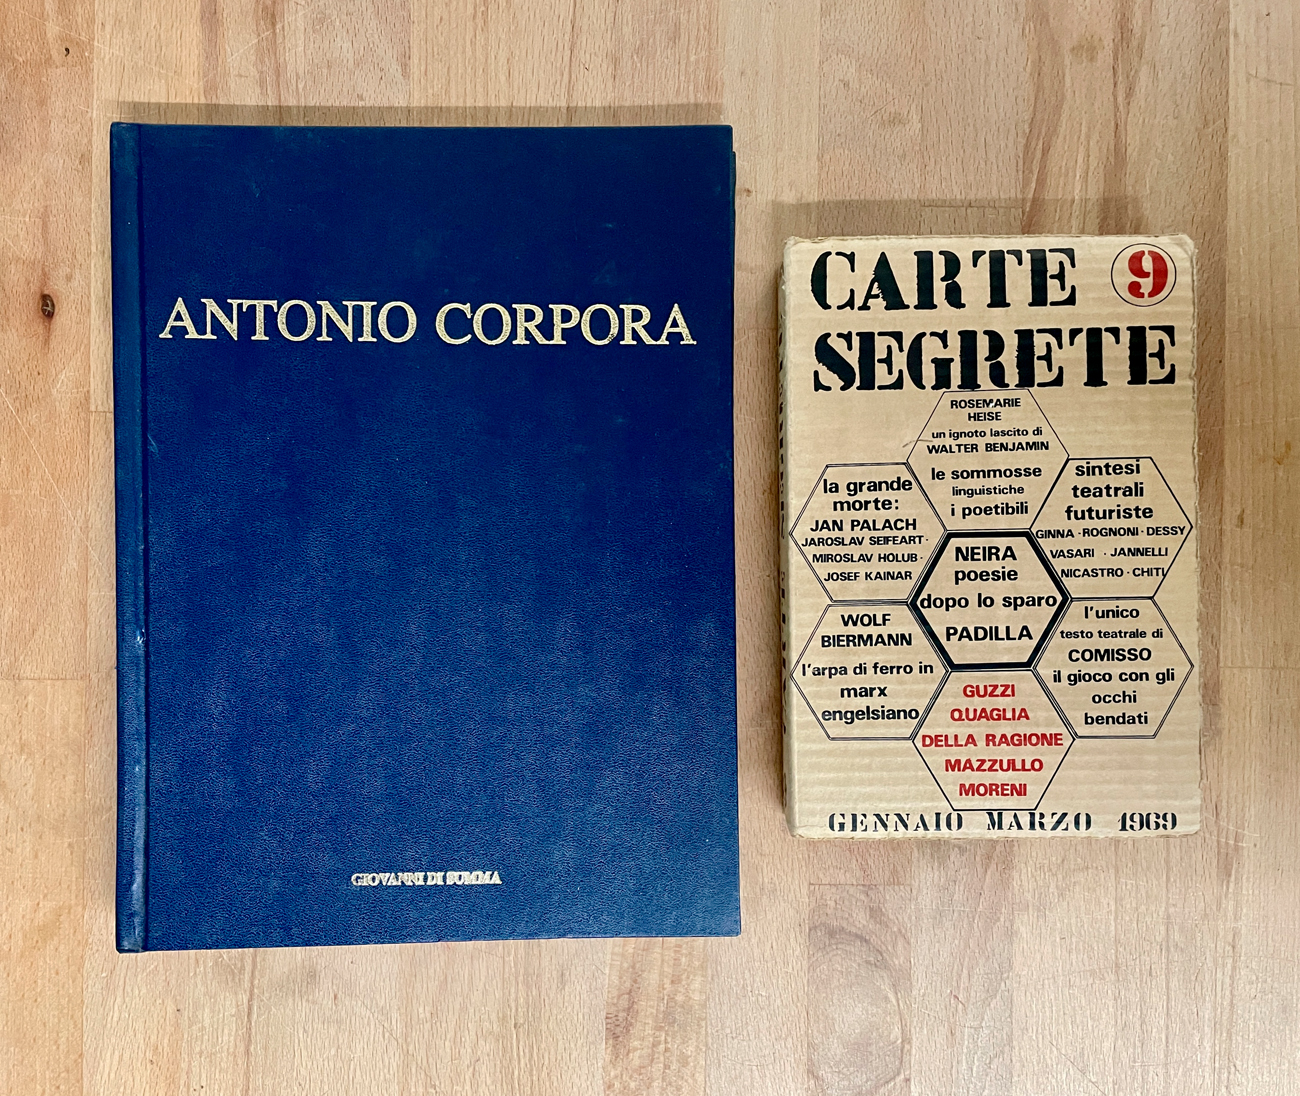 ANTONIO CORPORA
GIOVANNI DI SUMMA
CARTE 9
SEGRETE
ROSEMARIE
HEISE
un ignoto lascito di
WALTER BENJAMIN
le sommosse
linguistiche
i poetibili
la grande
morte:
JAN PALACH
JAROSLAV SEIFEART·
MIROSLAV HOLUB·
JOSEF KAINAR
sintesi
teatrali
futuriste
GINNA·ROGNONI·DESSY
VASARI · JANNELLI
NICASTRO·CHITI
NEIRA
poesie
dopo lo sparo
PADILLA
WOLF
BIERMANN
l'arpa di ferro in
marx
engelsiano
l'unico
testo teatrale di
COMISSO
il gioco con gli
occhi
bendati
GUZZI
QUAGLIA
DELLA RAGIONE
MAZZULLO
MORENI
GENNAIO MARZO 1969